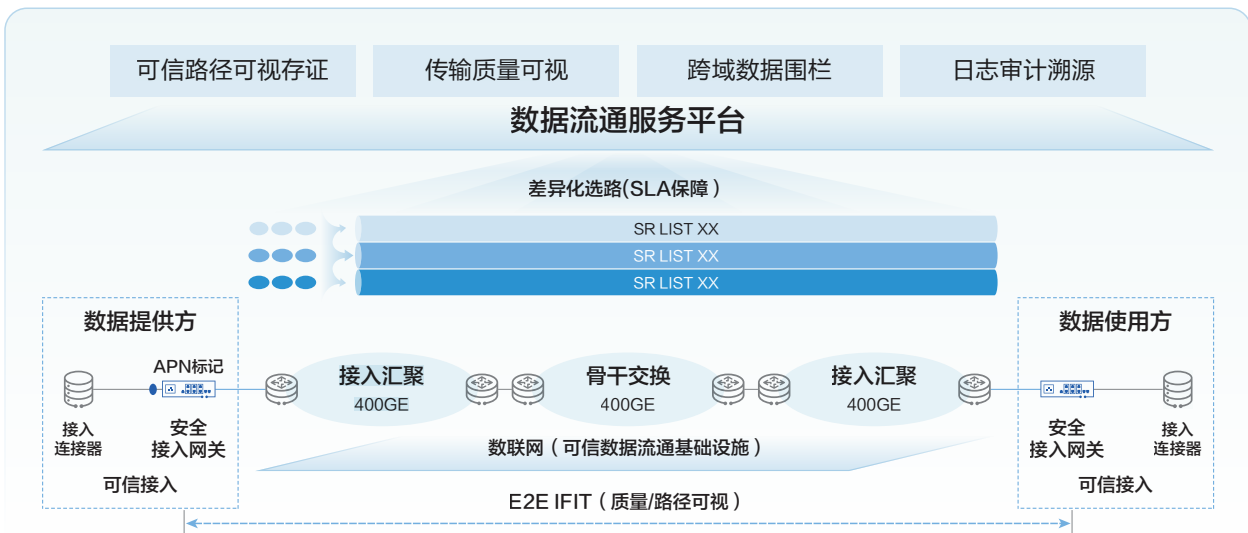 可信路径可视存证
传输质量可视
跨域数据围栏
日志审计溯源
数据流通服务平台
差异化选路(SLA保障）
SR LIST XX
SR LIST XX
SR LIST XX
数据提供方
APN标记
接入
连接器
安全
接入网关
可信接入
接入汇聚
400GE
骨干交换
400GE
接入汇聚
400GE
数联网（可信数据流通基础设施）
数据使用方
安全
接入网关
接入
连接器
可信接入
E2E IFIT（质量/路径可视）